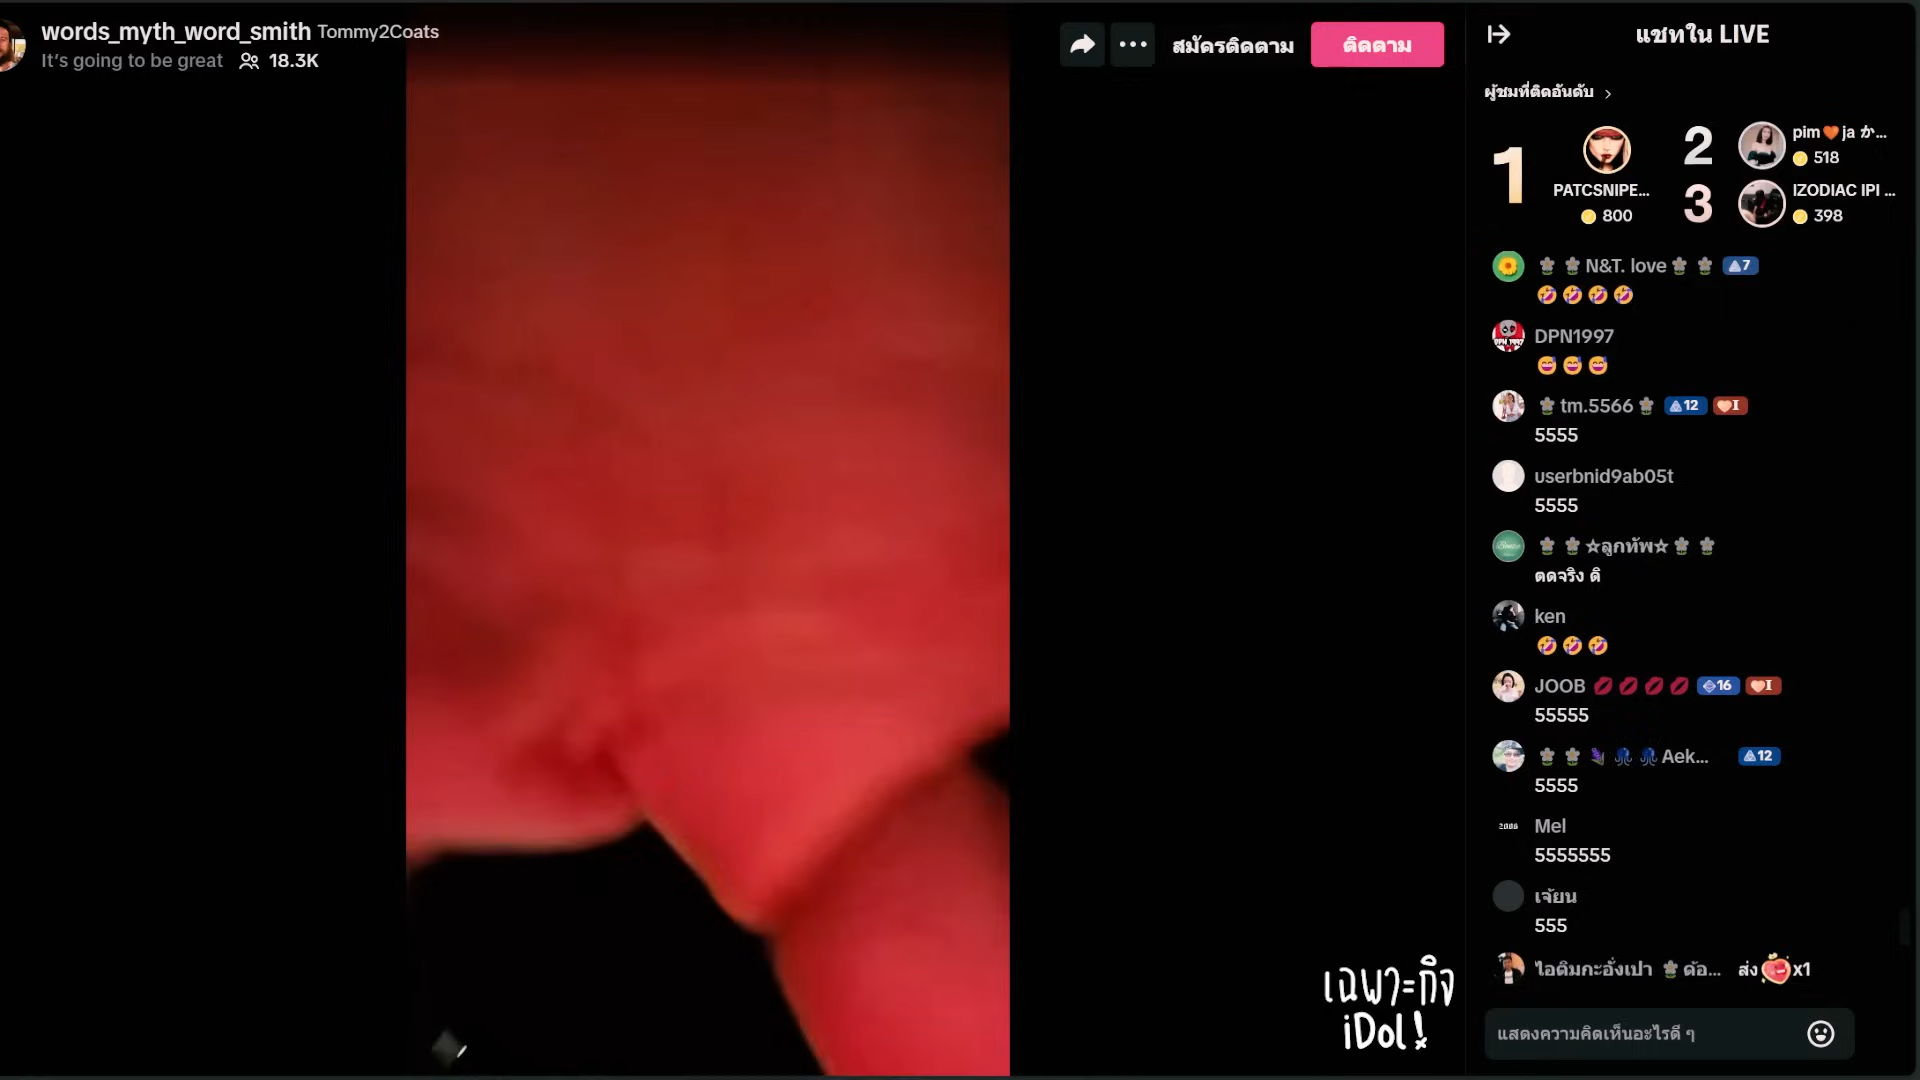 words_myth_word_smith Tommy2Coats
It's going to be great 18.3K
สมัครติดตาม
ติดตาม
แชทใน LIVE
ผู้ชมที่ติดอันดับ
1
PATCSNIPE...
800
2
pim🧡ja か...
518
3
IZODIAC IPI ...
398
N&T. love 7
🤣🤣🤣🤣
DPN1997
😅😅😅
tm.5566 12 I
5555
userbnid9ab05t
5555
☆ลูกทัพ☆
ตดจริง ดิ
ken
🤣🤣🤣
JOOB 💋💋💋💋 16 I
55555
Aek... 12
5555
2006
Mel
5555555
เจ้ยน
555
ไอติมกะอั่งเปา ด้อ... ส่ง x1
แสดงความคิดเห็นอะไรดี ๆ
เฉพาะกิจ
iDol!